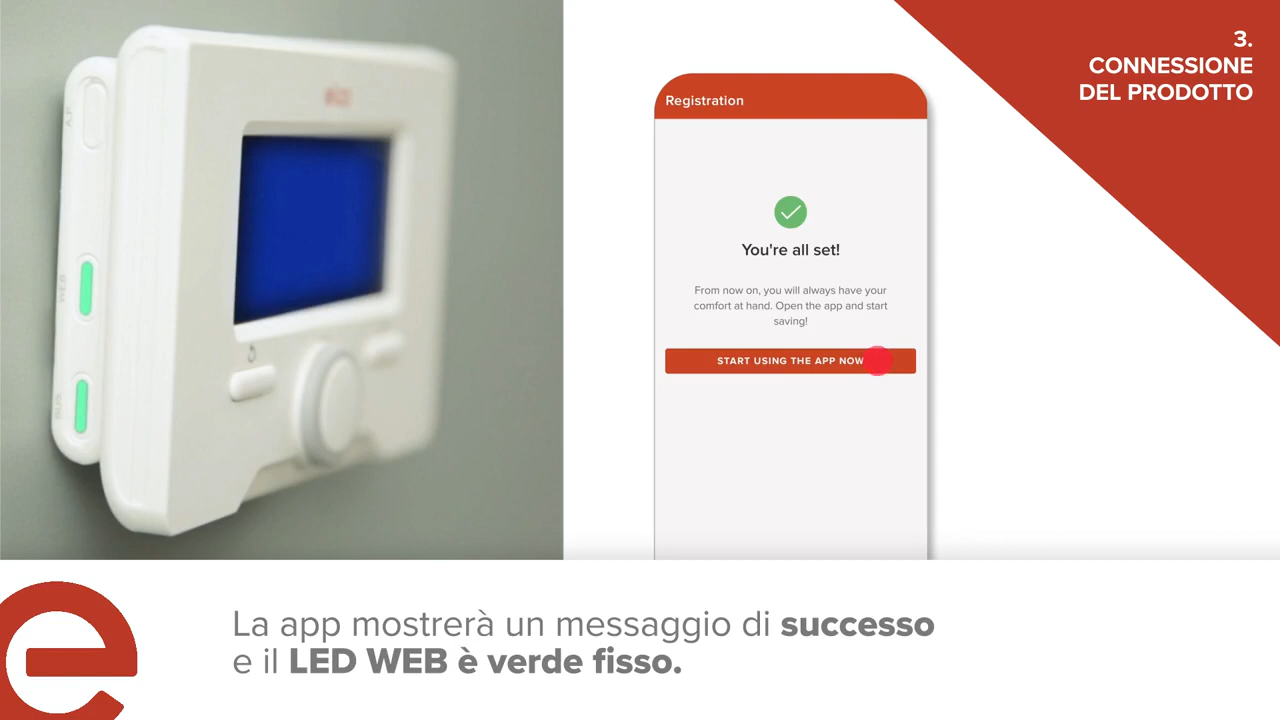 3.
CONNESSIONE
DEL PRODOTTO
Registration
You're all set!
From now on, you will always have your
comfort at hand. Open the app and start
saving!
START USING THE APP NOW
WEB
BUS
La app mostrerà un messaggio di successo
e il LED WEB è verde fisso.